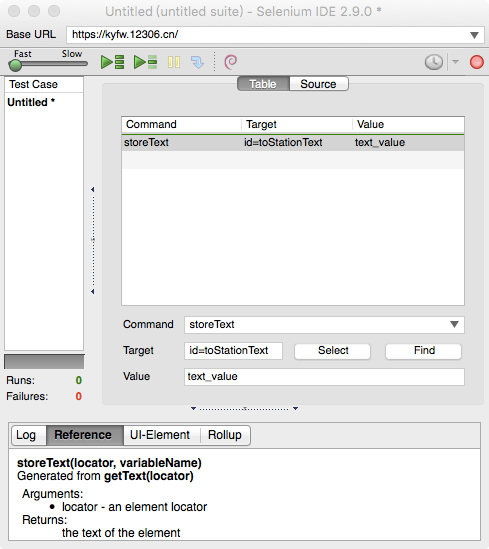 Untitled (untitled suite) - Selenium IDE 2.9.0 *
Base URL https://kyfw.12306.cn/
Fast Slow
Test Case
Untitled *
Table Source
Command Target Value
storeText id=toStationText text_value
Command storeText
Target id=toStationText Select Find
Value text_value
Runs: 0
Failures: 0
Log Reference UI-Element Rollup
storeText(locator, variableName)
Generated from getText(locator)
Arguments:
• locator - an element locator
Returns:
the text of the element